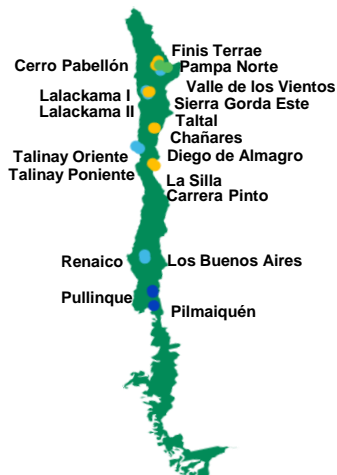 Finis Terrae
Cerro Pabellón
Pampa Norte
Valle de los Vientos
Lalackama I
Sierra Gorda Este
Lalackama II
Taltal
Chañares
Talinay Oriente
Diego de Almagro
Talinay Poniente
La Silla
Carrera Pinto
Renaico
Los Buenos Aires
Pullinque
Pilmaiquén